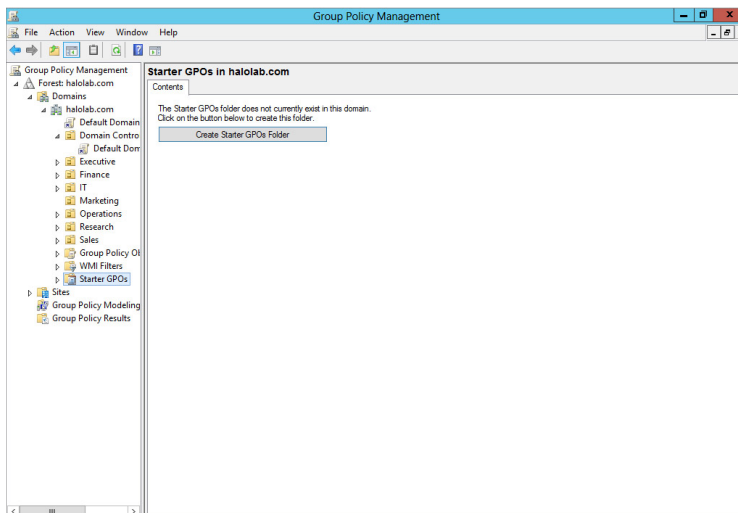 Group Policy Management
File Action View Window Help
Group Policy Management
Forest: halolab.com
Domains
halolab.com
Default Domain
Domain Contro
Default Dom
Executive
Finance
IT
Marketing
Operations
Research
Sales
Group Policy Ob
WMI Filters
Starter GPOs
Sites
Group Policy Modeling
Group Policy Results
Starter GPOs in halolab.com
Contents
The Starter GPOs folder does not currently exist in this domain.
Click on the button below to create this folder.
Create Starter GPOs Folder